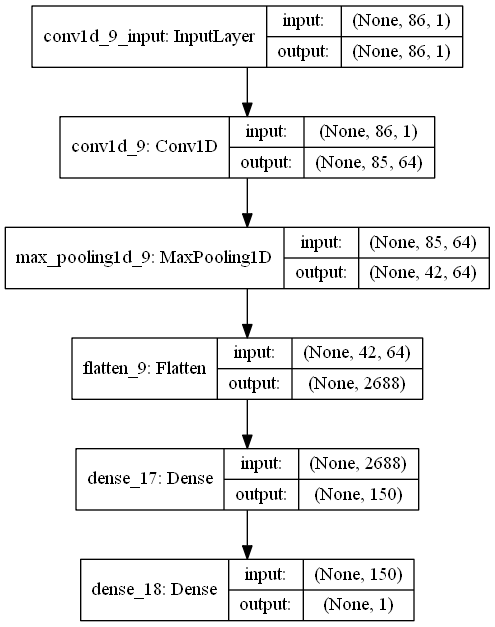 conv1d_9_input: InputLayer
input:
(None, 86, 1)
output:
(None, 86, 1)
conv1d_9: Conv1D
input:
(None, 86, 1)
output:
(None, 85, 64)
max_pooling1d_9: MaxPooling1D
input:
(None, 85, 64)
output:
(None, 42, 64)
flatten_9: Flatten
input:
(None, 42, 64)
output:
(None, 2688)
dense_17: Dense
input:
(None, 2688)
output:
(None, 150)
dense_18: Dense
input:
(None, 150)
output:
(None, 1)